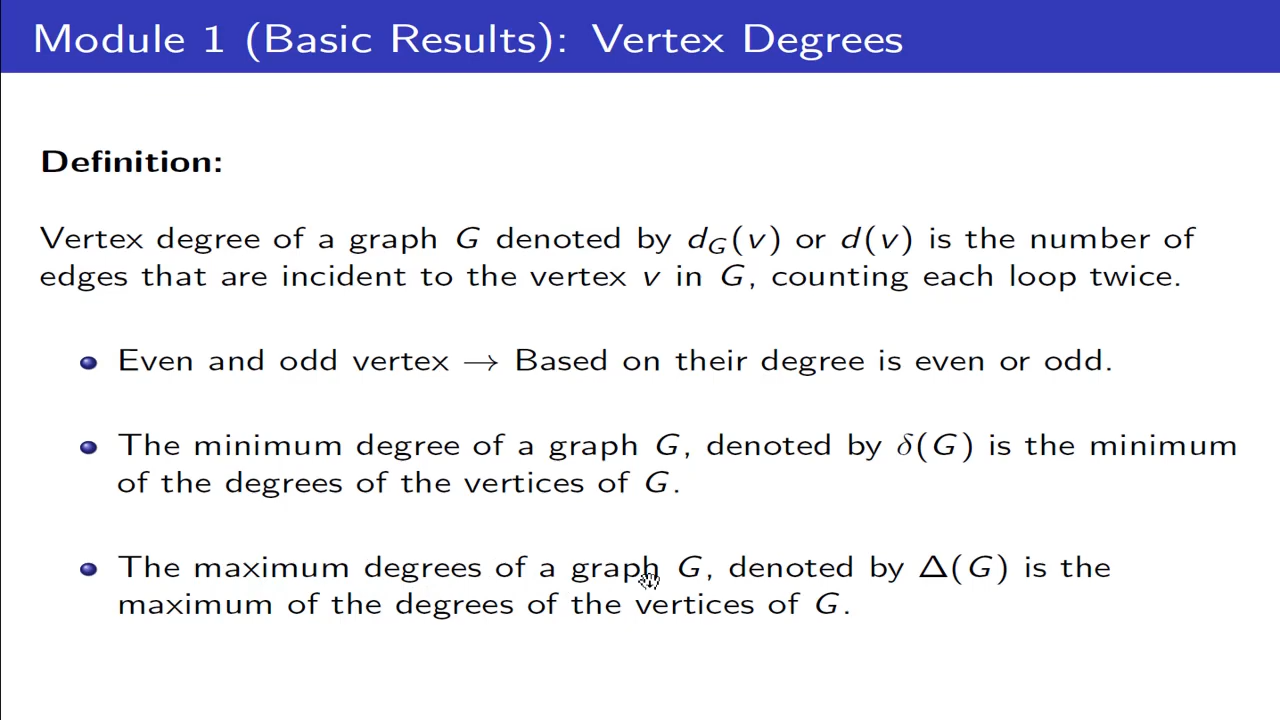 Module 1 (Basic Results): Vertex Degrees
Definition:
Vertex degree of a graph G denoted by d_G(v) or d(v) is the number of
edges that are incident to the vertex v in G, counting each loop twice.
Even and odd vertex → Based on their degree is even or odd.
The minimum degree of a graph G, denoted by δ(G) is the minimum
of the degrees of the vertices of G.
The maximum degrees of a graph G, denoted by Δ(G) is the
maximum of the degrees of the vertices of G.